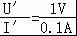 U′/I′ = 1V/0.1A